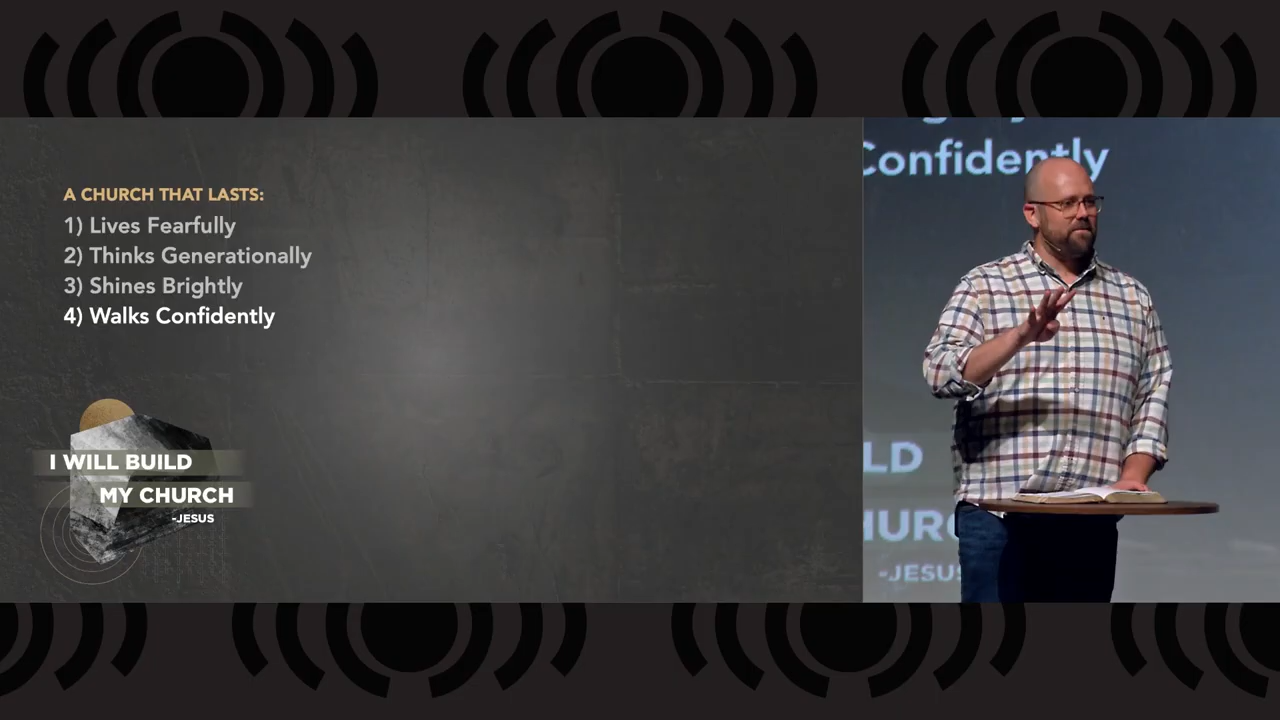 A CHURCH THAT LASTS:
1) Lives Fearfully
2) Thinks Generationally
3) Shines Brightly
4) Walks Confidently
I WILL BUILD
MY CHURCH
-JESUS
Confidently
LD
HURC
-JESUS